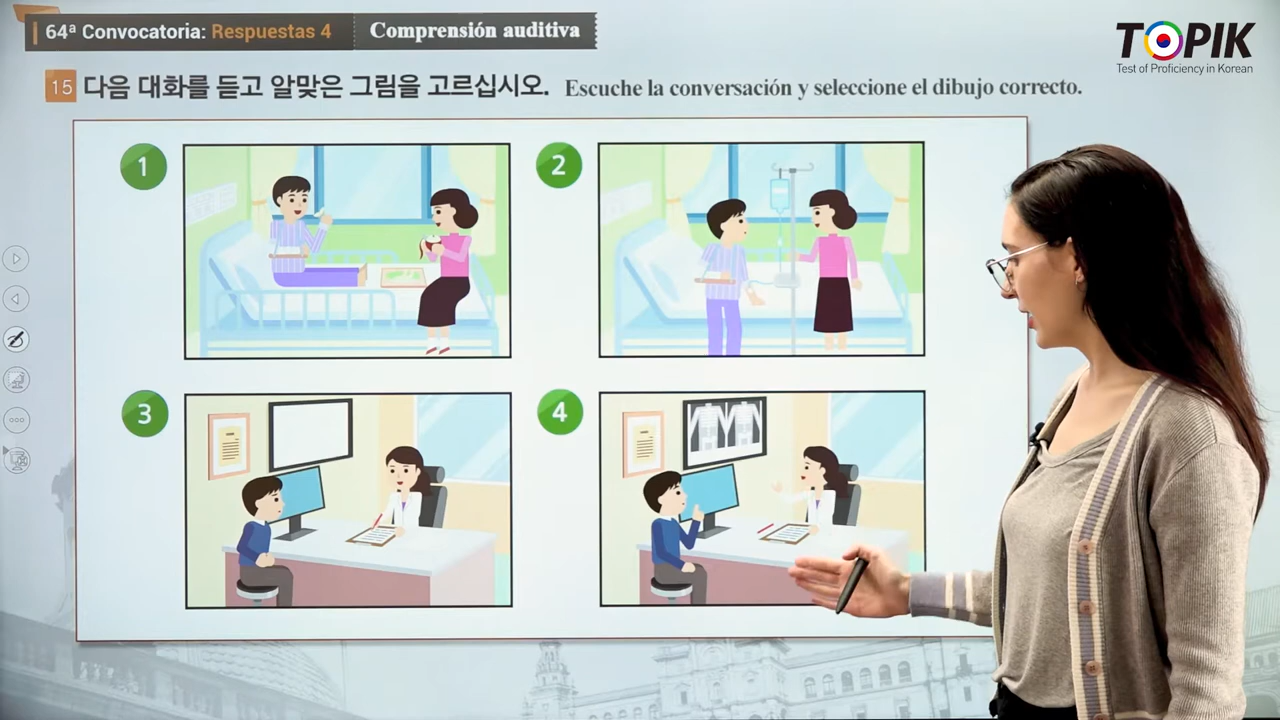 64ª Convocatoria: Respuestas 4 Comprensión auditiva
TOPIK
Test of Proficiency in Korean
15 다음 대화를 듣고 알맞은 그림을 고르십시오. Escuche la conversación y seleccione el dibujo correcto.
1
2
3
4